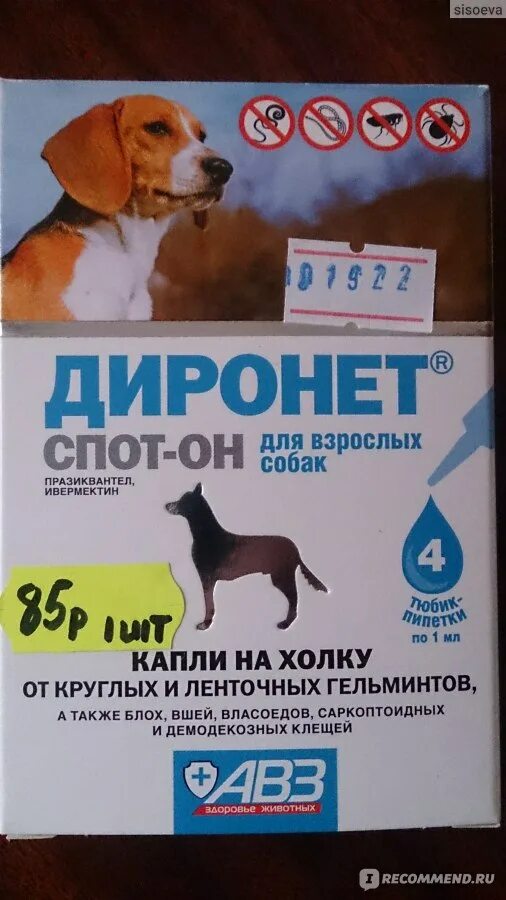 sisoeva
01922
ДИРОНЕТ®
СПОТ-ОН
для взрослых
собак
ПРАЗИКВАНТЕЛ,
ИВЕРМЕКТИН
4
ТЮБИК-
ПИПЕТКИ
по 1 мл
85р 1шт
КАПЛИ НА ХОЛКУ
ОТ КРУГЛЫХ И ЛЕНТОЧНЫХ ГЕЛЬМИНТОВ,
А ТАКЖЕ БЛОХ, ВШЕЙ, ВЛАСОЕДОВ, САРКОПТОИДНЫХ
И ДЕМОДЕКОЗНЫХ КЛЕЩЕЙ
АВЗ
здоровье животных
IRECOMMEND.RU